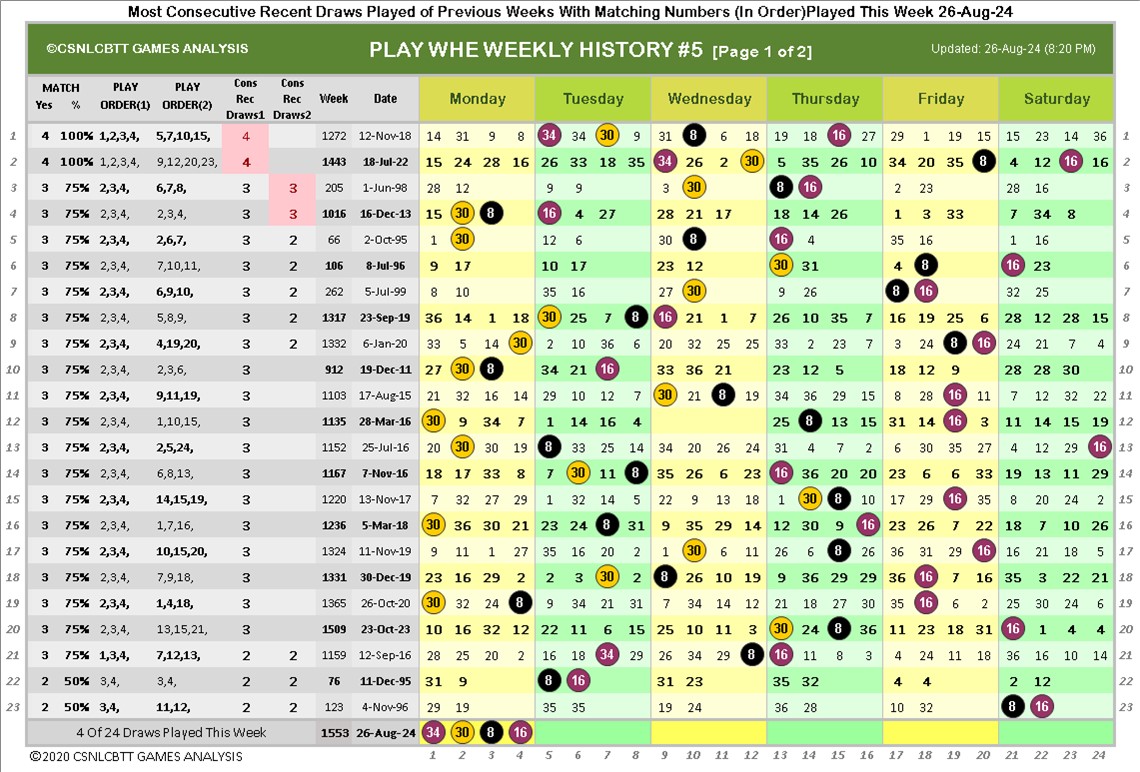 Most Consecutive Recent Draws Played of Previous Weeks With Matching Numbers (In Order)Played This Week 26-Aug-24
©CSNLCBTT GAMES ANALYSIS PLAY WHE WEEKLY HISTORY #5 [Page 1 of 2] Updated: 26-Aug-24 (8:20 PM)
MATCH Yes % PLAY ORDER(1) PLAY ORDER(2) Cons Rec Draws1 Cons Rec Draws2 Week Date Monday Tuesday Wednesday Thursday Friday Saturday
1 4 100% 1,2,3,4, 5,7,10,15, 4 1272 12-Nov-18 14 31 9 8 34 34 30 9 31 8 6 18 19 18 16 27 29 1 19 15 15 23 14 36 1
2 4 100% 1,2,3,4, 9,12,20,23, 4 1443 18-Jul-22 15 24 28 16 26 33 18 35 34 26 2 30 5 35 26 10 34 20 35 8 4 12 16 16 2
3 3 75% 2,3,4, 6,7,8, 3 3 205 1-Jun-98 28 12 9 9 3 30 8 16 2 23 28 16 3
4 3 75% 2,3,4, 2,3,4, 3 3 1016 16-Dec-13 15 30 8 16 4 27 28 21 17 18 14 26 1 3 33 7 34 8 4
5 3 75% 2,3,4, 2,6,7, 3 2 66 2-Oct-95 1 30 12 6 30 8 16 4 35 16 1 16 5
6 3 75% 2,3,4, 7,10,11, 3 2 106 8-Jul-96 9 17 10 17 23 12 30 31 4 8 16 23 6
7 3 75% 2,3,4, 6,9,10, 3 2 262 5-Jul-99 8 10 35 16 27 30 9 26 8 16 32 25 7
8 3 75% 2,3,4, 5,8,9, 3 2 1317 23-Sep-19 36 14 1 18 30 25 7 8 16 21 1 7 26 10 35 7 16 19 25 6 28 12 28 15 8
9 3 75% 2,3,4, 4,19,20, 3 2 1332 6-Jan-20 33 5 14 30 2 10 36 6 20 9 25 25 33 2 23 7 3 24 8 16 24 21 7 4 9
10 3 75% 2,3,4, 2,3,6, 3 2 912 19-Dec-11 27 30 8 34 21 16 33 36 21 23 12 5 18 12 9 28 28 30 10
11 3 75% 2,3,4, 9,11,19, 3 1103 17-Aug-15 21 32 16 14 29 10 12 7 30 21 8 19 34 36 29 15 8 28 16 11 7 12 32 22 11
12 3 75% 2,3,4, 1,10,15, 3 1135 28-Mar-16 30 9 34 7 1 14 16 4 25 8 13 15 31 14 16 3 11 14 15 19 12
13 3 75% 2,3,4, 2,5,24, 3 1152 25-Jul-16 20 30 30 19 8 33 25 14 34 20 26 24 31 4 7 2 6 30 35 27 4 12 29 16 13
14 3 75% 2,3,4, 6,8,13, 3 1167 7-Nov-16 18 17 33 8 7 30 11 8 35 26 6 23 16 36 20 20 23 6 6 33 19 13 11 29 14
15 3 75% 2,3,4, 14,15,19, 3 1220 13-Nov-17 7 32 27 29 1 32 14 5 22 9 13 18 1 30 8 10 17 29 16 35 8 20 24 2 15
16 3 75% 2,3,4, 1,7,16, 3 1236 5-Mar-18 30 36 30 21 23 24 8 31 9 35 29 14 12 30 9 16 23 26 7 22 18 7 10 26 16
17 3 75% 2,3,4, 10,15,20, 3 1324 11-Nov-19 9 11 1 27 35 16 20 2 1 30 6 11 26 6 8 26 36 31 29 16 16 21 18 5 17
18 3 75% 2,3,4, 7,9,18, 3 1331 30-Dec-19 23 16 29 2 2 3 30 2 8 26 10 19 9 36 29 29 36 16 7 16 35 3 22 21 18
19 3 75% 2,3,4, 1,4,18, 3 1365 26-Oct-20 30 32 24 8 9 34 21 31 7 34 14 12 21 18 27 30 35 16 6 2 25 30 24 6 19
20 3 75% 2,3,4, 13,15,21, 3 1509 23-Oct-23 10 16 32 12 22 11 6 15 25 10 11 3 30 24 8 36 11 23 18 31 16 1 4 4 20
21 3 75% 1,3,4, 7,12,13, 2 2 1159 12-Sep-16 28 25 20 2 16 18 34 29 26 34 29 8 16 11 8 3 4 24 11 18 36 16 10 14 21
22 2 50% 3,4, 3,4, 2 2 76 11-Dec-95 31 9 8 16 31 23 35 32 4 4 2 12 22
23 2 50% 3,4, 11,12, 2 2 123 4-Nov-96 29 19 35 35 19 24 36 28 10 32 8 16 23
4 Of 24 Draws Played This Week 1553 26-Aug-24 34 30 8 16
©2020 CSNLCBTT GAMES ANALYSIS 1 2 3 4 5 6 7 8 9 10 11 12 13 14 15 16 17 18 19 20 21 22 23 24